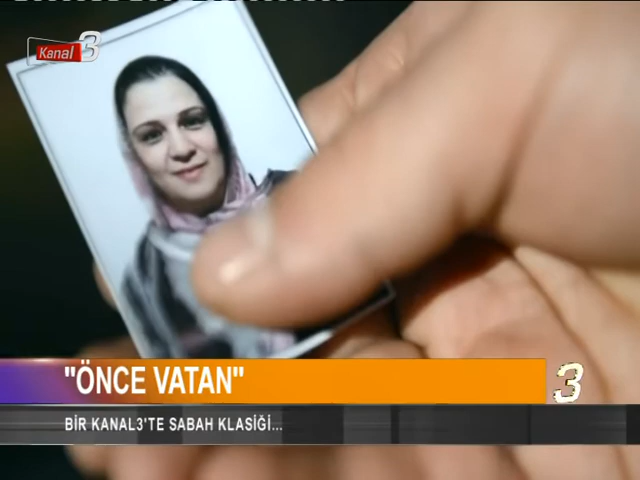 Kanal 3
"ÖNCE VATAN"
3
BİR KANAL3'TE SABAH KLASİĞİ...